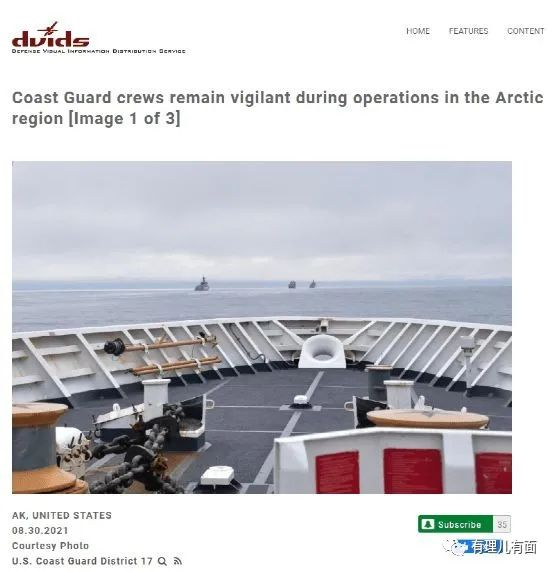 dvids
DEFENSE VISUAL INFORMATION DISTRIBUTION SERVICE
HOME FEATURES CONTENT
Coast Guard crews remain vigilant during operations in the Arctic
region [Image 1 of 3]
AK, UNITED STATES
08.30.2021
Courtesy Photo
U.S. Coast Guard District 17
Subscribe 35
有理儿有面